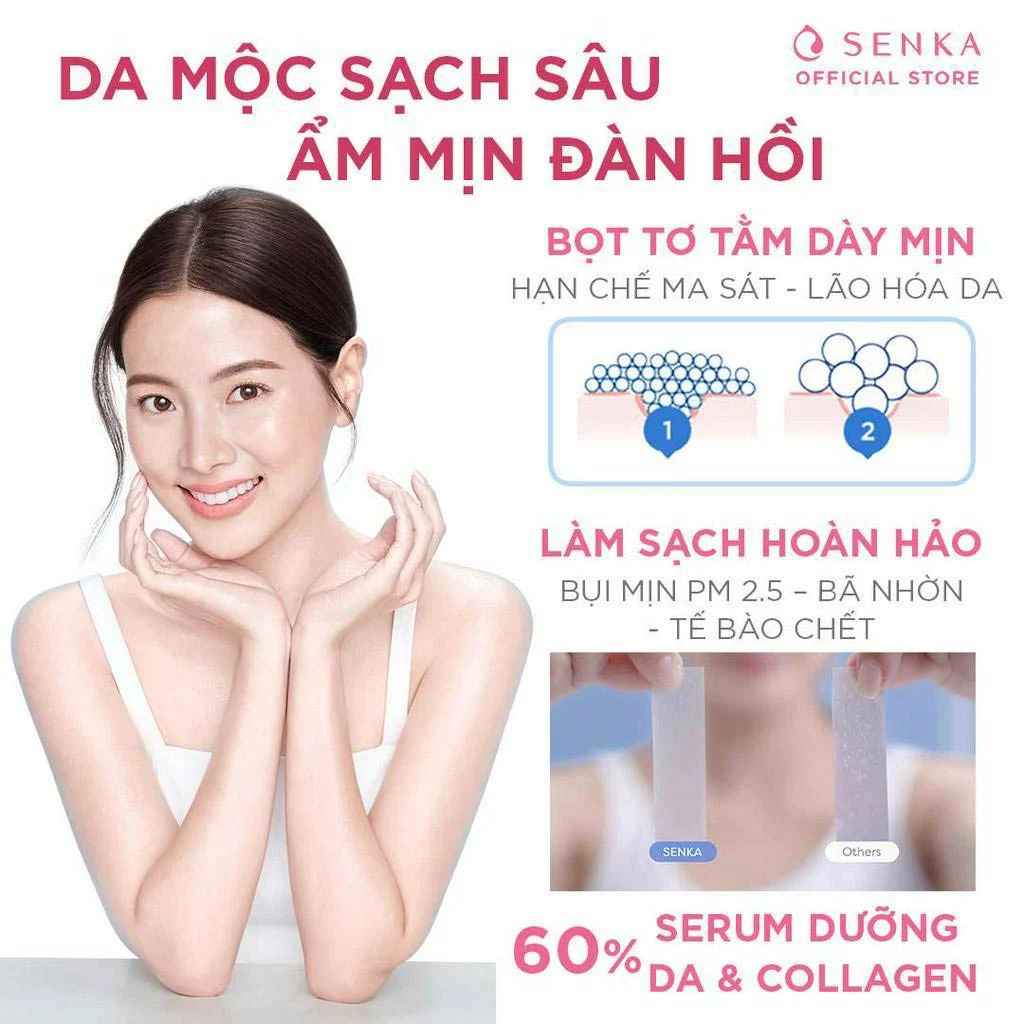 SENKA
OFFICIAL STORE
DA MỘC SẠCH SÂU
ẨM MỊN ĐÀN HỒI
BỌT TƠ TẰM DÀY MỊN
HẠN CHẾ MA SÁT - LÃO HÓA DA
1
2
LÀM SẠCH HOÀN HẢO
BỤI MỊN PM 2.5 – BÃ NHỜN
- TẾ BÀO CHẾT
SENKA
Others
60% SERUM DƯỠNG
DA & COLLAGEN